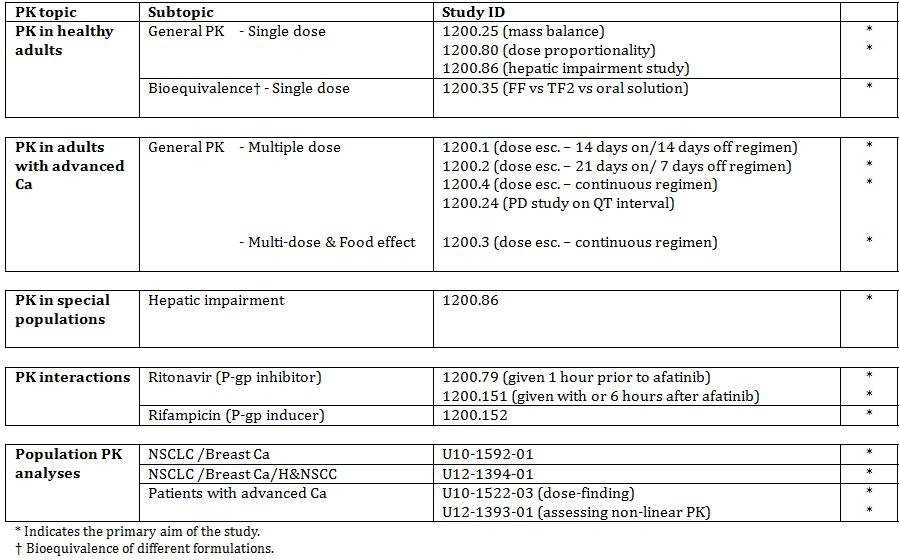 PK topic Subtopic Study ID
PK in healthy General PK - Single dose 1200.25 (mass balance) *
adults 1200.80 (dose proportionality) *
1200.86 (hepatic impairment study)
Bioequivalence† - Single dose 1200.35 (FF vs TF2 vs oral solution) *
PK in adults General PK - Multiple dose 1200.1 (dose esc. – 14 days on/14 days off regimen) *
with advanced 1200.2 (dose esc. – 21 days on/ 7 days off regimen) *
Ca 1200.4 (dose esc. – continuous regimen) *
1200.24 (PD study on QT interval)
- Multi-dose & Food effect 1200.3 (dose esc. – continuous regimen) *
PK in special Hepatic impairment 1200.86 *
populations
PK interactions Ritonavir (P-gp inhibitor) 1200.79 (given 1 hour prior to afatinib) *
1200.151 (given with or 6 hours after afatinib) *
Rifampicin (P-gp inducer) 1200.152 *
Population PK NSCLC /Breast Ca U10-1592-01 *
analyses NSCLC /Breast Ca/H&NSCC U12-1394-01 *
Patients with advanced Ca U10-1522-03 (dose-finding) *
U12-1393-01 (assessing non-linear PK) *
* Indicates the primary aim of the study.
† Bioequivalence of different formulations.